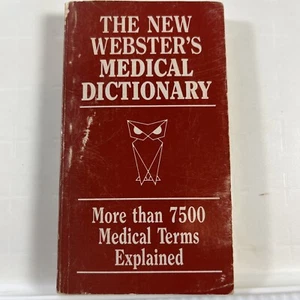 THE NEW
WEBSTER'S
MEDICAL
DICTIONARY
More than 7500
Medical Terms
Explained